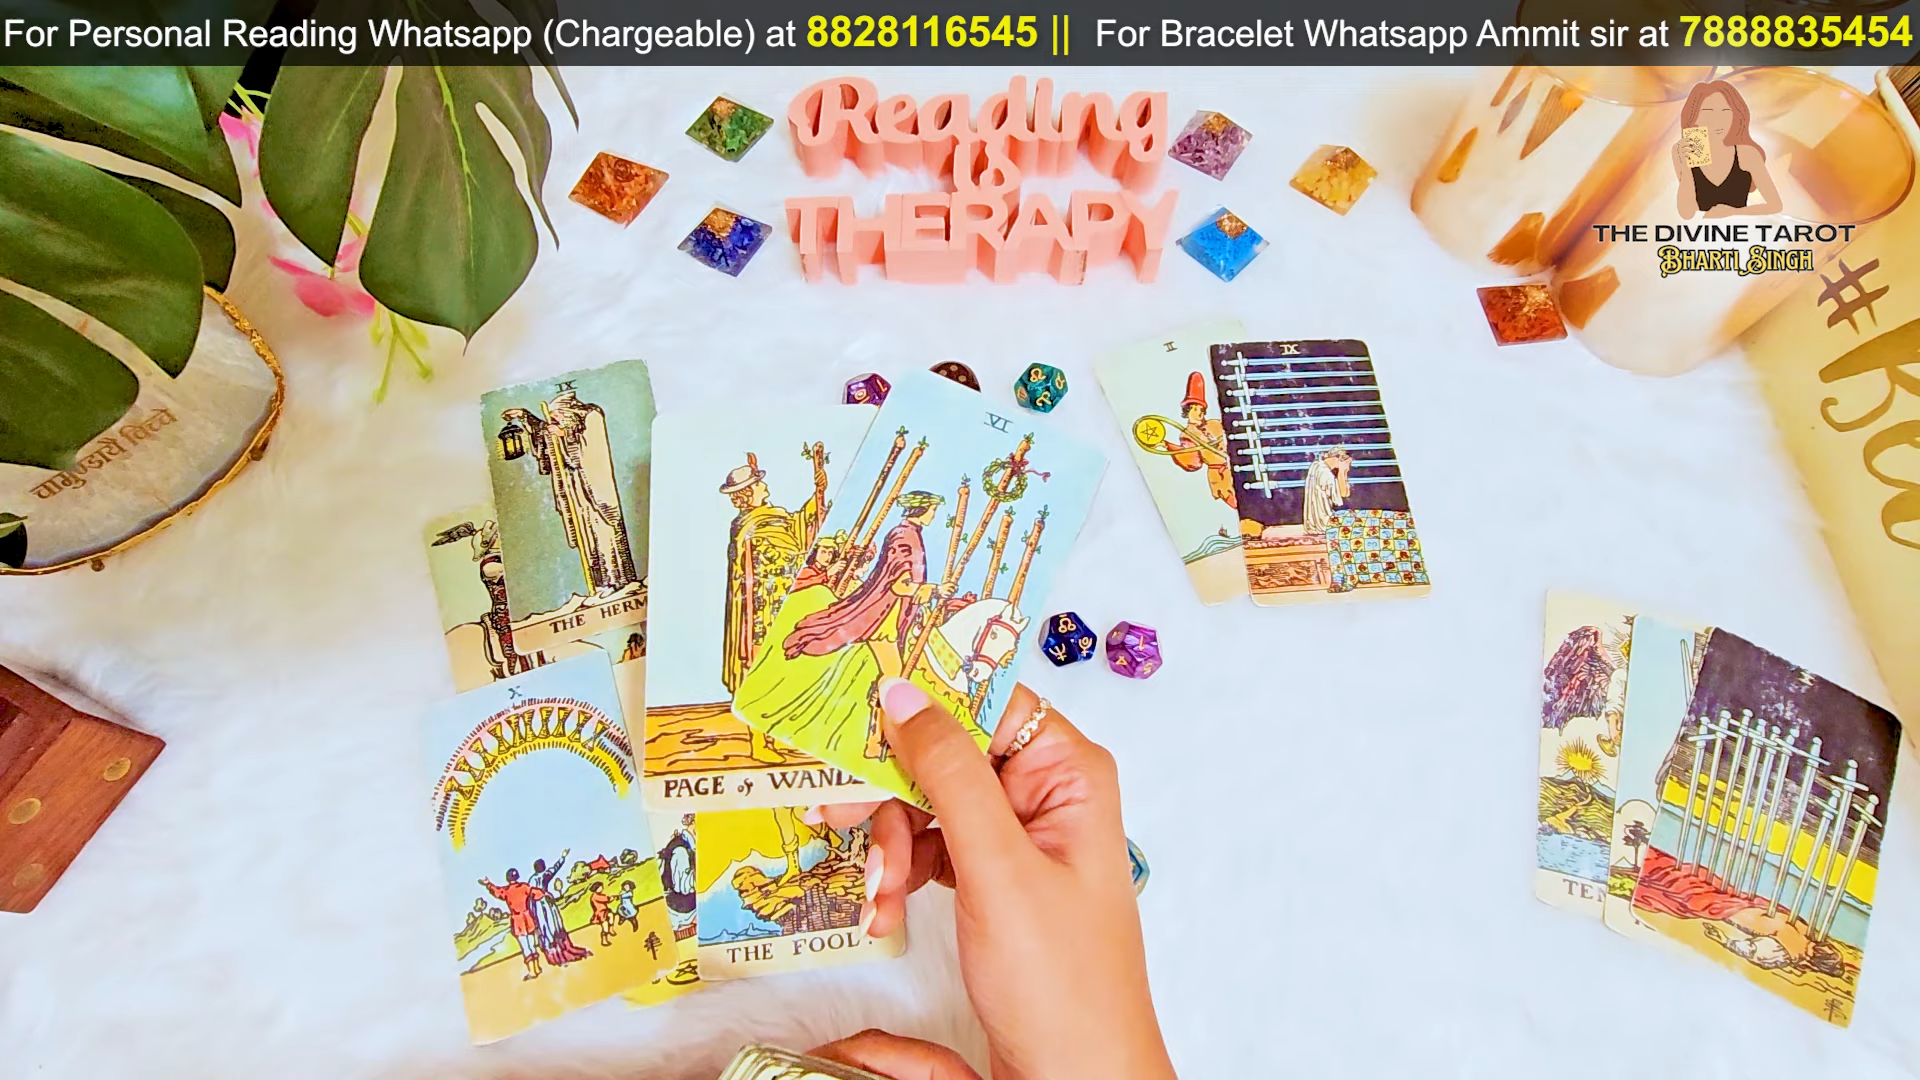 For Personal Reading Whatsapp (Chargeable) at 8828116545 || For Bracelet Whatsapp Ammit sir at 7888835454
Reading
is
THERAPY
THE DIVINE TAROT
BHARTI SINGH
चामुण्डायै विच्चे
#
IX
THE HERM
VI
PAGE of WAND
II
IX
X
THE FOOL.
TEM
X